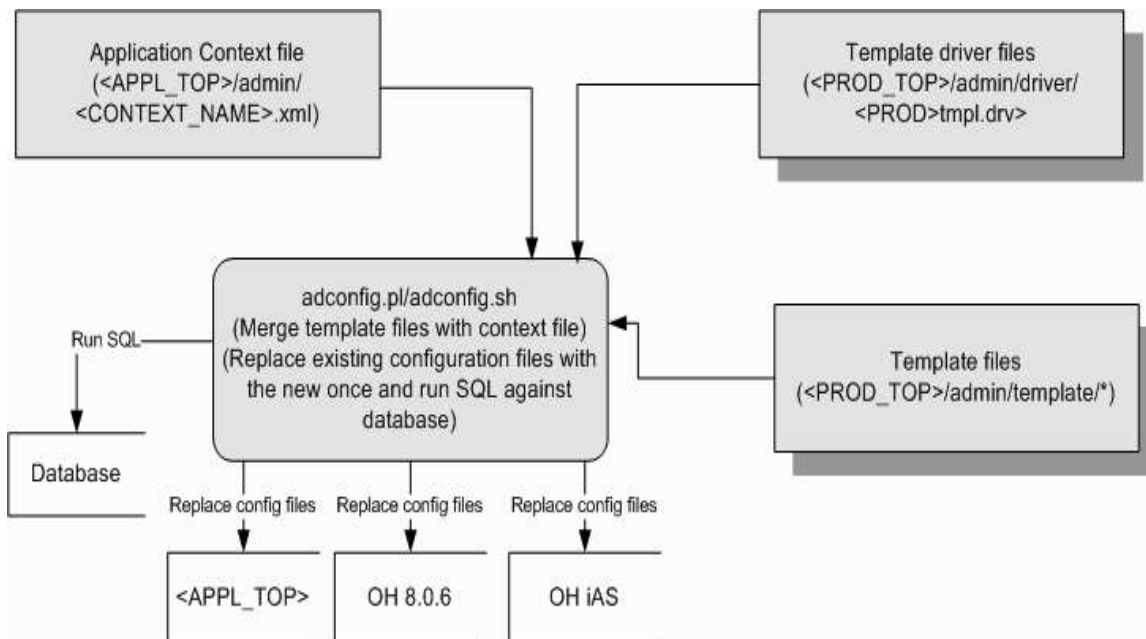 Application Context file
(<APPL_TOP>/admin/
<CONTEXT_NAME>.xml)
Template driver files
(<PROD_TOP>/admin/driver/
<PROD>tmpl.drv>
adconfig.pl/adconfig.sh
(Merge template files with context file)
(Replace existing configuration files with
the new once and run SQL against
database)
Run SQL
Template files
(<PROD_TOP>/admin/template/*)
Database
Replace config files
Replace config files
Replace config files
<APPL_TOP>
OH 8.0.6
OH iAS